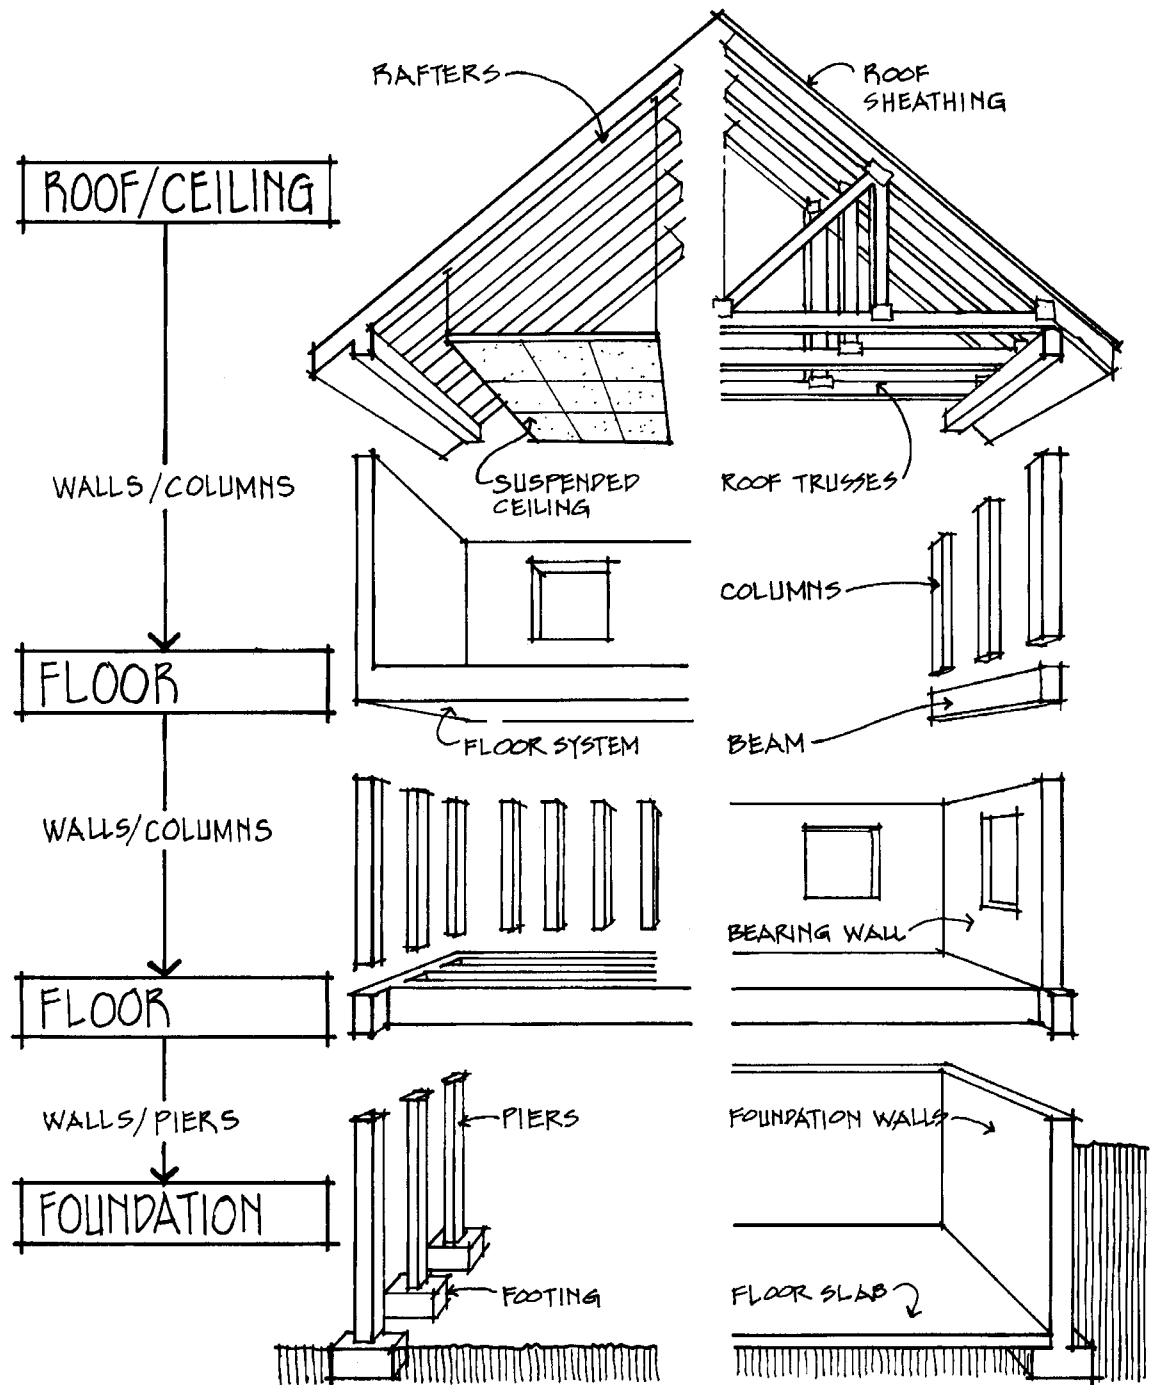 RAFTERS
ROOF
SHEATHING
ROOF/CEILING
WALLS/COLUMNS
SUSPENDED
CEILING
ROOF TRUSSES
COLUMNS
FLOOR
FLOOR SYSTEM
BEAM
WALLS/COLUMNS
BEARING WALL
FLOOR
WALLS/PIERS
PIERS
FOUNDATION WALLS
FOUNDATION
FOOTING
FLOOR SLAB